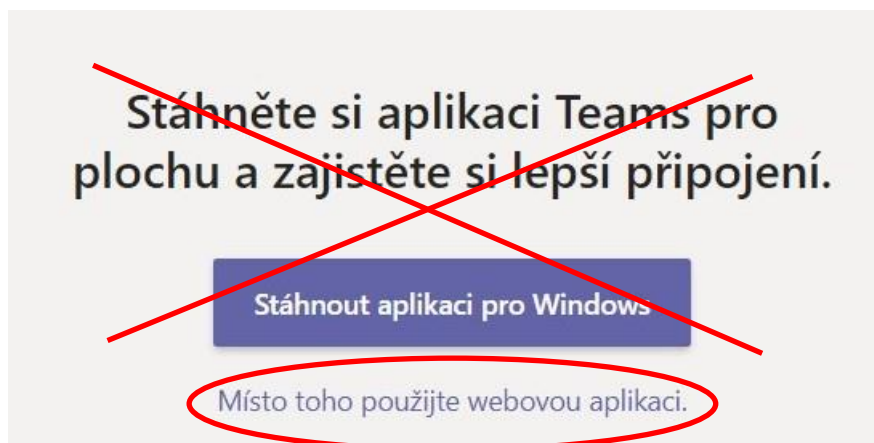 Stáhněte si aplikaci Teams pro
plochu a zajistěte si lepší připojení.
Stáhnout aplikaci pro Windows
Místo toho použijte webovou aplikaci.